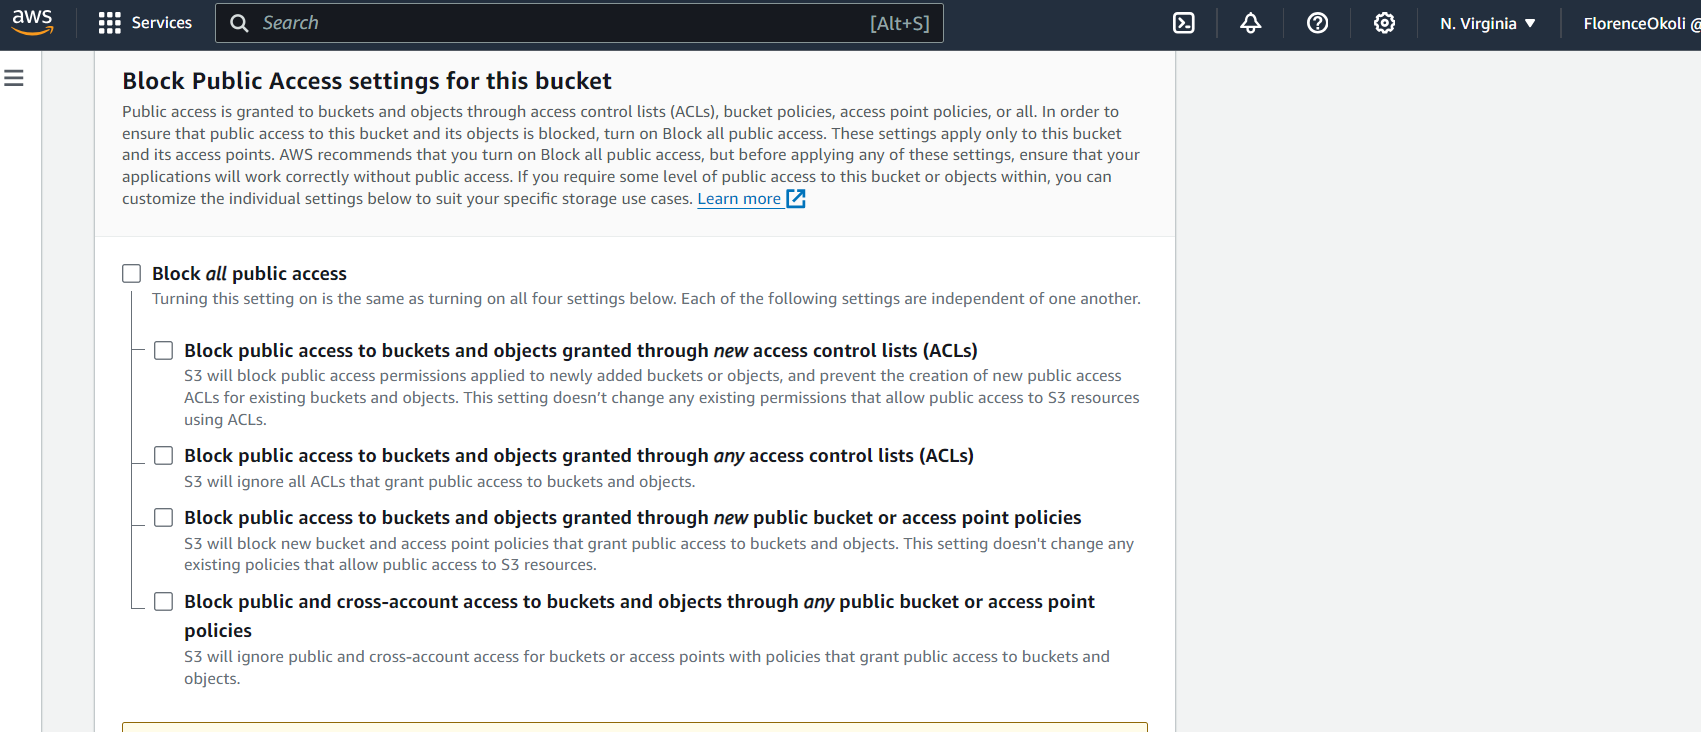 aws
Services
Search
[Alt+S]
N. Virginia
FlorenceOkoli @
Block Public Access settings for this bucket
Public access is granted to buckets and objects through access control lists (ACLs), bucket policies, access point policies, or all. In order to
ensure that public access to this bucket and its objects is blocked, turn on Block all public access. These settings apply only to this bucket
and its access points. AWS recommends that you turn on Block all public access, but before applying any of these settings, ensure that your
applications will work correctly without public access. If you require some level of public access to this bucket or objects within, you can
customize the individual settings below to suit your specific storage use cases. Learn more
Block all public access
Turning this setting on is the same as turning on all four settings below. Each of the following settings are independent of one another.
Block public access to buckets and objects granted through new access control lists (ACLs)
S3 will block public access permissions applied to newly added buckets or objects, and prevent the creation of new public access
ACLs for existing buckets and objects. This setting doesn’t change any existing permissions that allow public access to S3 resources
using ACLs.
Block public access to buckets and objects granted through any access control lists (ACLs)
S3 will ignore all ACLs that grant public access to buckets and objects.
Block public access to buckets and objects granted through new public bucket or access point policies
S3 will block new bucket and access point policies that grant public access to buckets and objects. This setting doesn't change any
existing policies that allow public access to S3 resources.
Block public and cross-account access to buckets and objects through any public bucket or access point
policies
S3 will ignore public and cross-account access for buckets or access points with policies that grant public access to buckets and
objects.